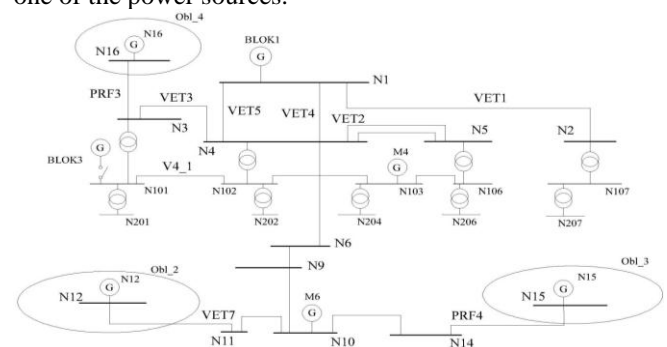 one of the power sources.
Obl_4
N16
G
N16
BLOK1
G
N1
PRF3
VET3
VET5
VET4
VET1
VET2
N3
N4
N5
N2
BLOK3
G
V4_1
M4
G
N101
N102
N103
N106
N107
N201
N202
N204
N206
N207
N6
N9
Obl_2
N12
G
N12
M6
G
Obl_3
N15
G
N15
VET7
PRF4
N11
N10
N14